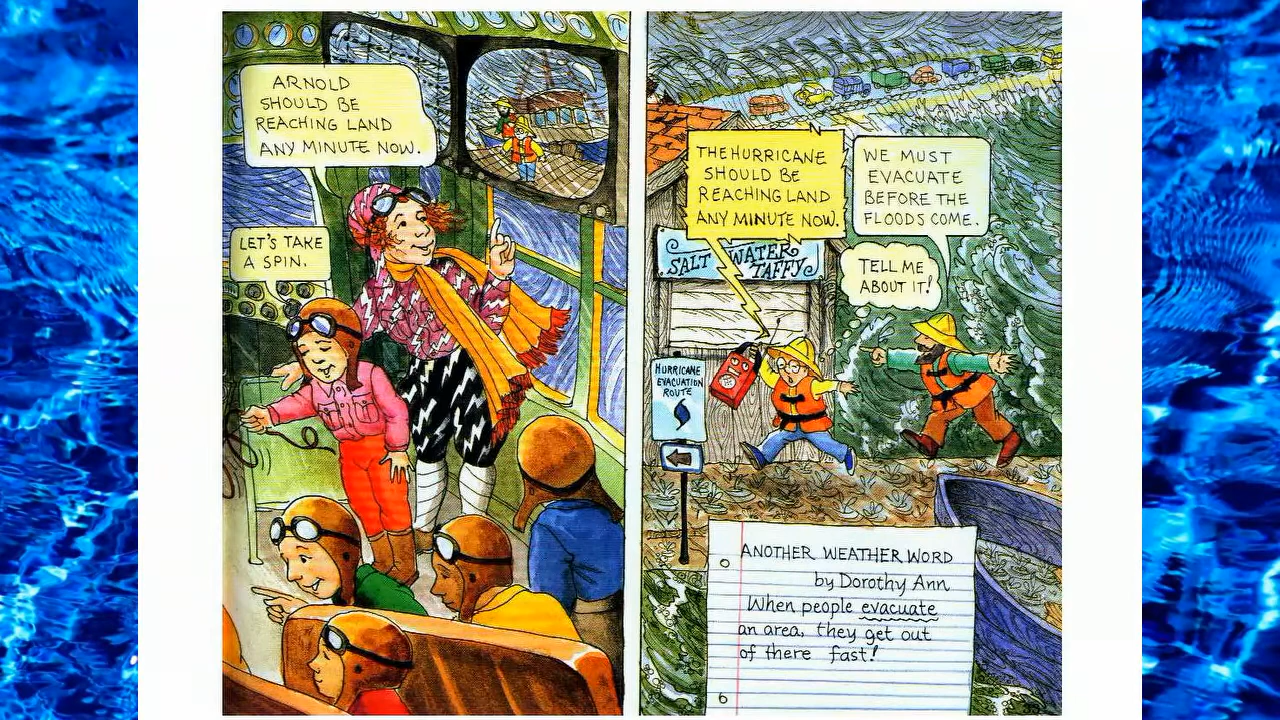 ARNOLD
SHOULD BE
REACHING LAND
ANY MINUTE NOW.
LET'S TAKE
A SPIN.
THE HURRICANE
SHOULD BE
REACHING LAND
ANY MINUTE NOW.
WE MUST
EVACUATE
BEFORE THE
FLOODS COME.
TELL ME
ABOUT IT!
SALT WATER
TAFFY
HURRICANE
EVACUATION
ROUTE
ANOTHER WEATHER WORD
by Dorothy Ann
When people evacuate
an area, they get out
of there fast!